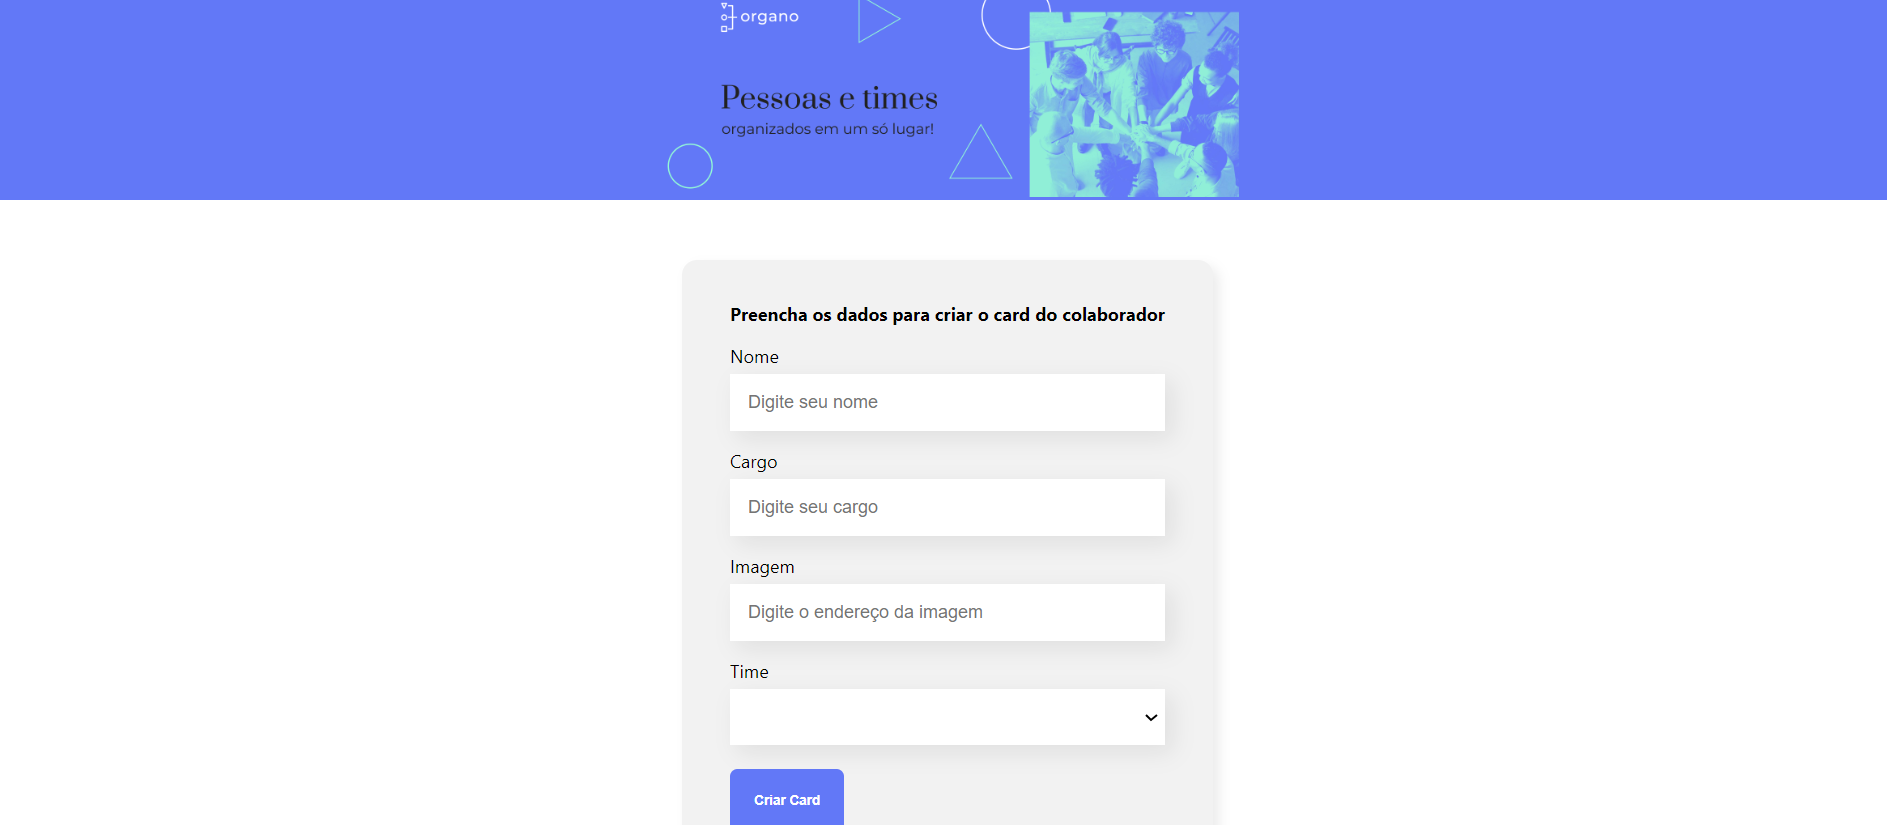 organo
Pessoas e times
organizados em um só lugar!
Preencha os dados para criar o card do colaborador
Nome
Digite seu nome
Cargo
Digite seu cargo
Imagem
Digite o endereço da imagem
Time
Criar Card